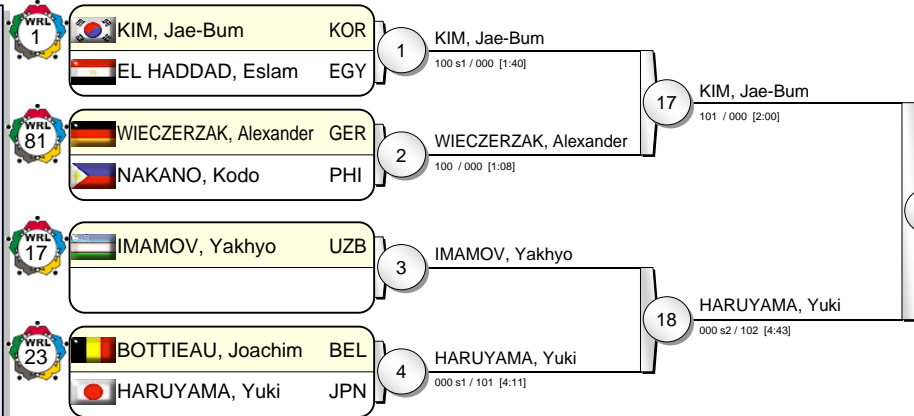 WRL
1
KIM, Jae-Bum KOR
EL HADDAD, Eslam EGY
1
KIM, Jae-Bum
100 s1 / 000 [1:40]
WRL
81
WIECZERZAK, Alexander GER
NAKANO, Kodo PHI
2
WIECZERZAK, Alexander
100 / 000 [1:08]
17
KIM, Jae-Bum
101 / 000 [2:00]
WRL
17
IMAMOV, Yakhyo UZB
3
IMAMOV, Yakhyo
WRL
23
BOTTIEAU, Joachim BEL
HARUYAMA, Yuki JPN
4
HARUYAMA, Yuki
000 s1 / 101 [4:11]
18
HARUYAMA, Yuki
000 s2 / 102 [4:43]